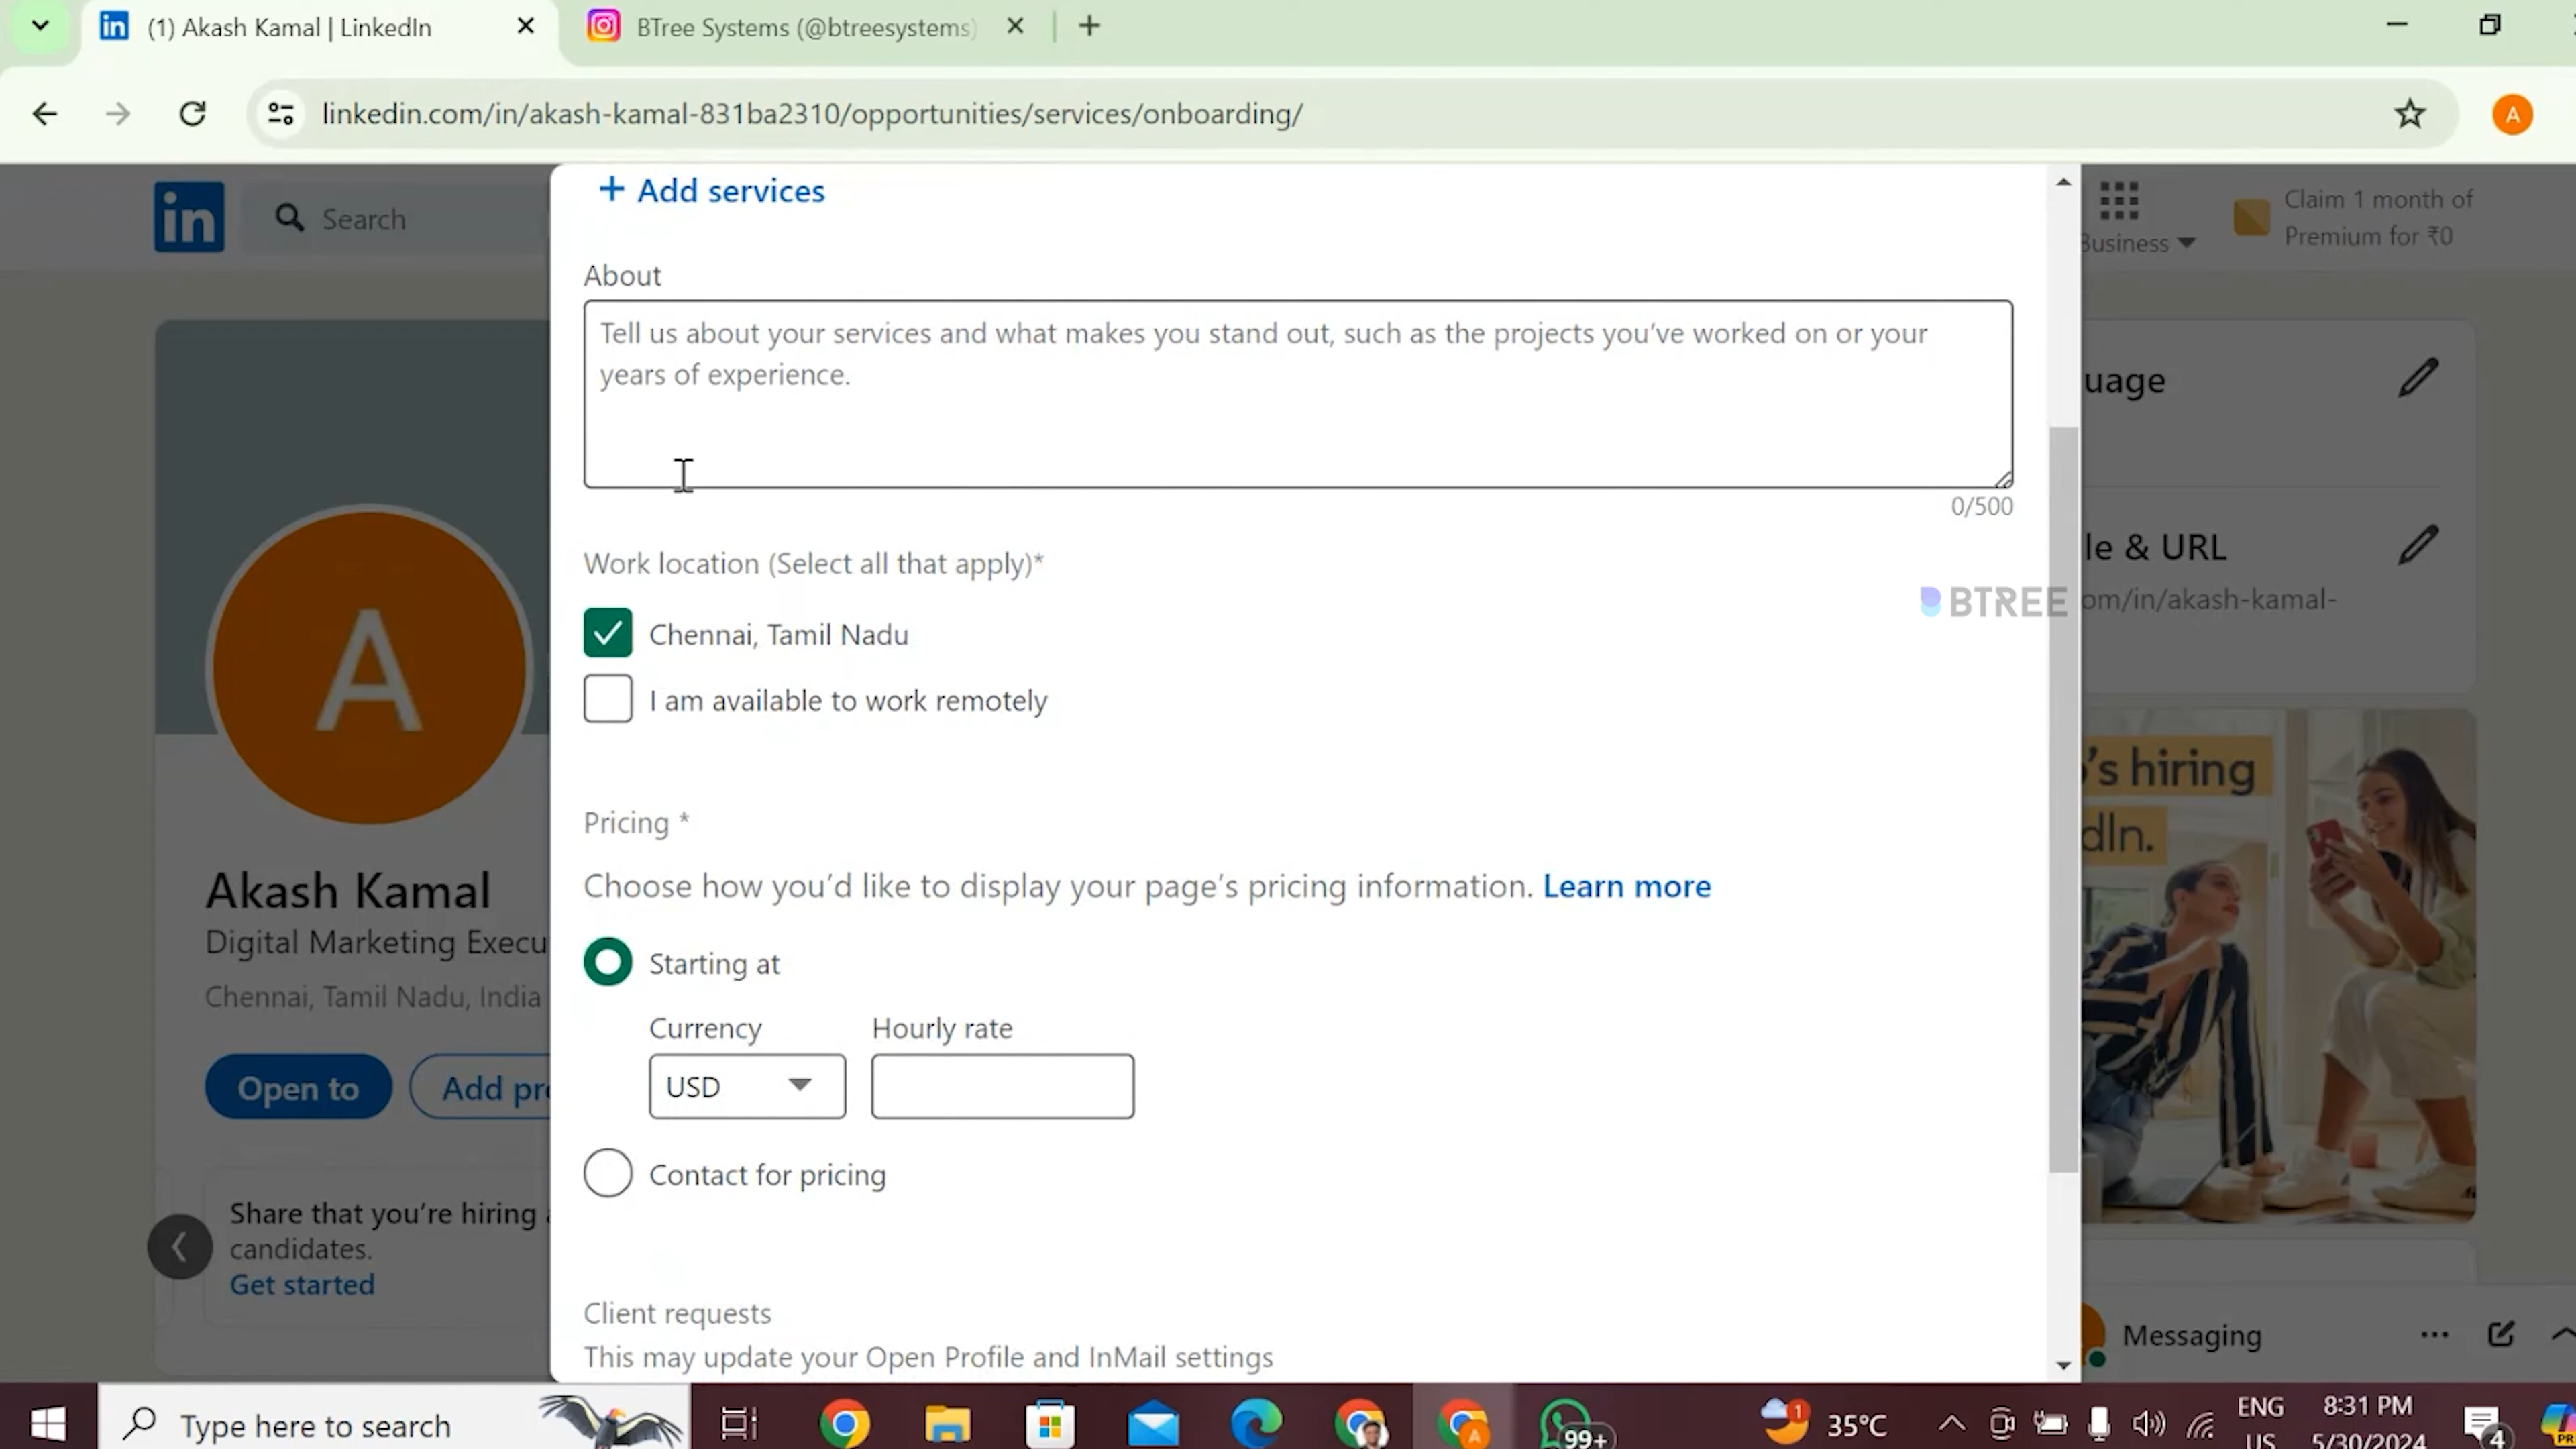 (1) Akash Kamal | LinkedIn
BTree Systems (@btreesystems)
linkedin.com/in/akash-kamal-831ba2310/opportunities/services/onboarding/
A
in
Search
Business
Claim 1 month of
Premium for ₹0
+ Add services
About
Tell us about your services and what makes you stand out, such as the projects you've worked on or your
years of experience.
0/500
Work location (Select all that apply)*
Chennai, Tamil Nadu
I am available to work remotely
Pricing *
Choose how you'd like to display your page's pricing information. Learn more
Starting at
Currency
Hourly rate
USD
Contact for pricing
Client requests
This may update your Open Profile and InMail settings
A
Akash Kamal
Digital Marketing Execu
Chennai, Tamil Nadu, India
Open to
Add pro
Share that you're hiring
candidates.
Get started
uage
le & URL
om/in/akash-kamal-
BTREE
's hiring
dIn.
Messaging
Type here to search
A
99+
1
35°C
ENG
US
8:31 PM
5/30/2024
4